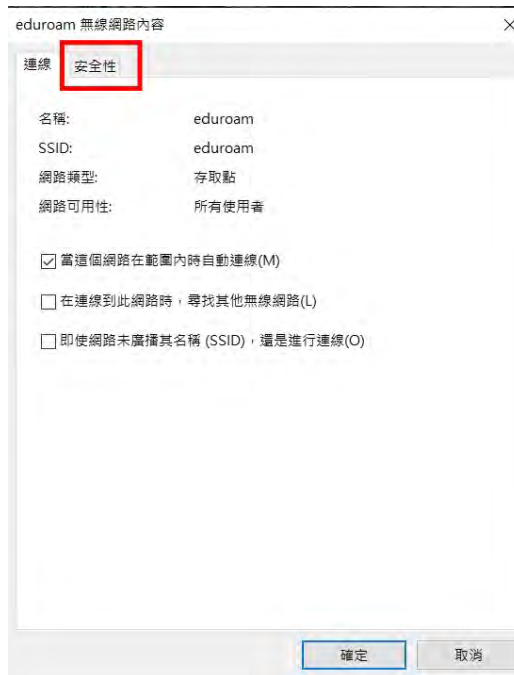 eduroam 無線網路內容
連線 安全性
名稱: eduroam
SSID: eduroam
網路類型: 存取點
網路可用性: 所有使用者
當這個網路在範圍內時自動連線(M)
在連線到此網路時，尋找其他無線網路(L)
即使網路未廣播其名稱 (SSID)，還是進行連線(O)
確定 取消